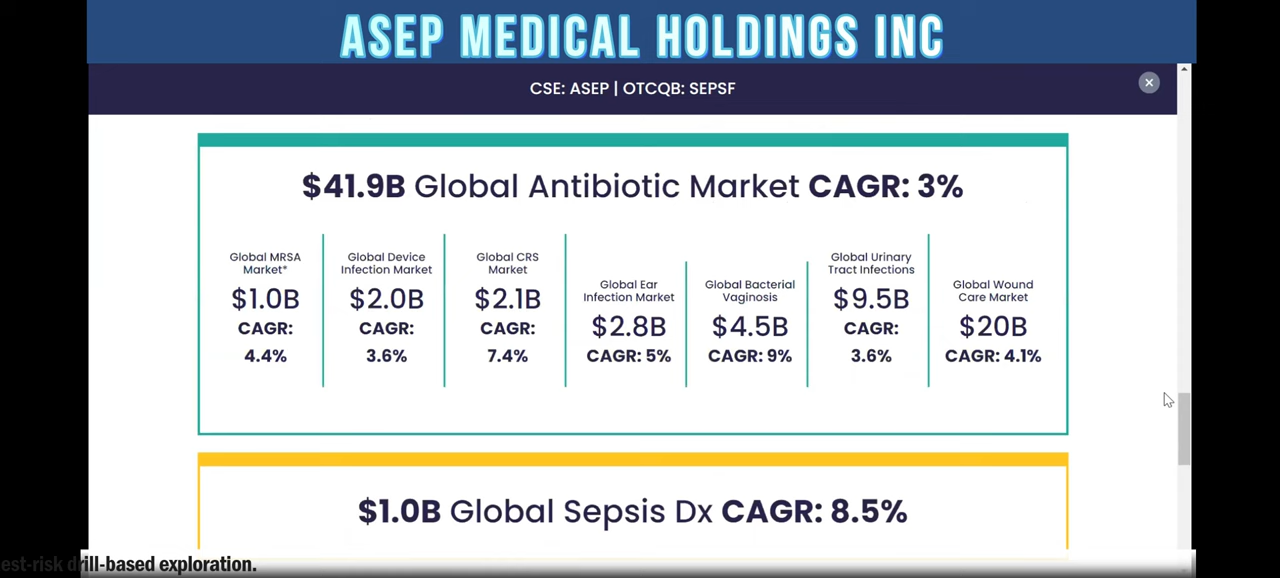 ASEP MEDICAL HOLDINGS INC
CSE: ASEP | OTCQB: SEPSF
$41.9B Global Antibiotic Market CAGR: 3%
Global MRSA
Market*
$1.0B
CAGR:
4.4%
Global Device
Infection Market
$2.0B
CAGR:
3.6%
Global CRS
Market
$2.1B
CAGR:
7.4%
Global Ear
Infection Market
$2.8B
CAGR: 5%
Global Bacterial
Vaginosis
$4.5B
CAGR: 9%
Global Urinary
Tract Infections
$9.5B
CAGR:
3.6%
Global Wound
Care Market
$20B
CAGR: 4.1%
$1.0B Global Sepsis Dx CAGR: 8.5%
est-risk drill-based exploration.